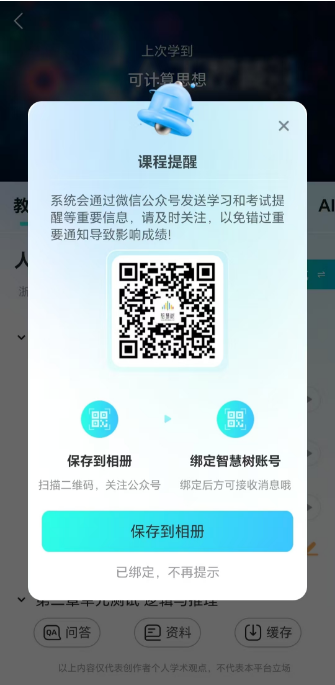 上次学到
可计算思想
课程提醒
系统会通过微信公众号发送学习和考试提
醒等重要信息，请及时关注，以免错过重
要通知导致影响成绩！
教
AI
人
保存到相册
绑定智慧树账号
扫描二维码，关注公众号
绑定后方可接收消息哦
保存到相册
已绑定，不再提示
第二章单元测试 逻辑与推理
QA 问答
资料
缓存
以上内容仅代表创作者个人学术观点，不代表本平台立场